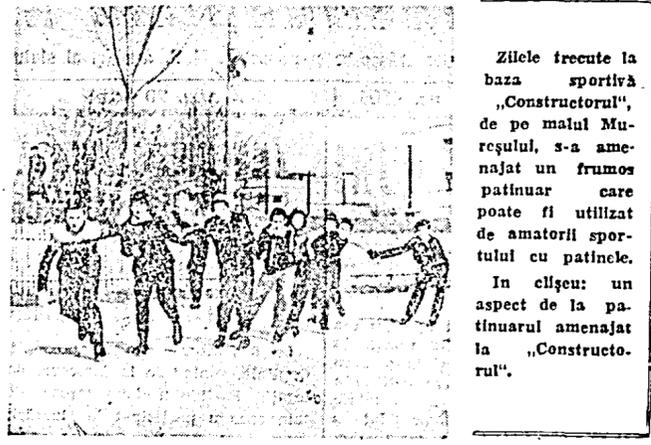 Zilele trecute la
baza sportivă
„Constructorul“,
de pe malul Mu-
reşului, s-a ame-
najat un frumos
patinuar care
poate fi utilizat
de amatorii spor-
tului cu patinele.
In clişeu: un
aspect de la pa-
tinuarul amenajat
la „Constructo-
rul“.